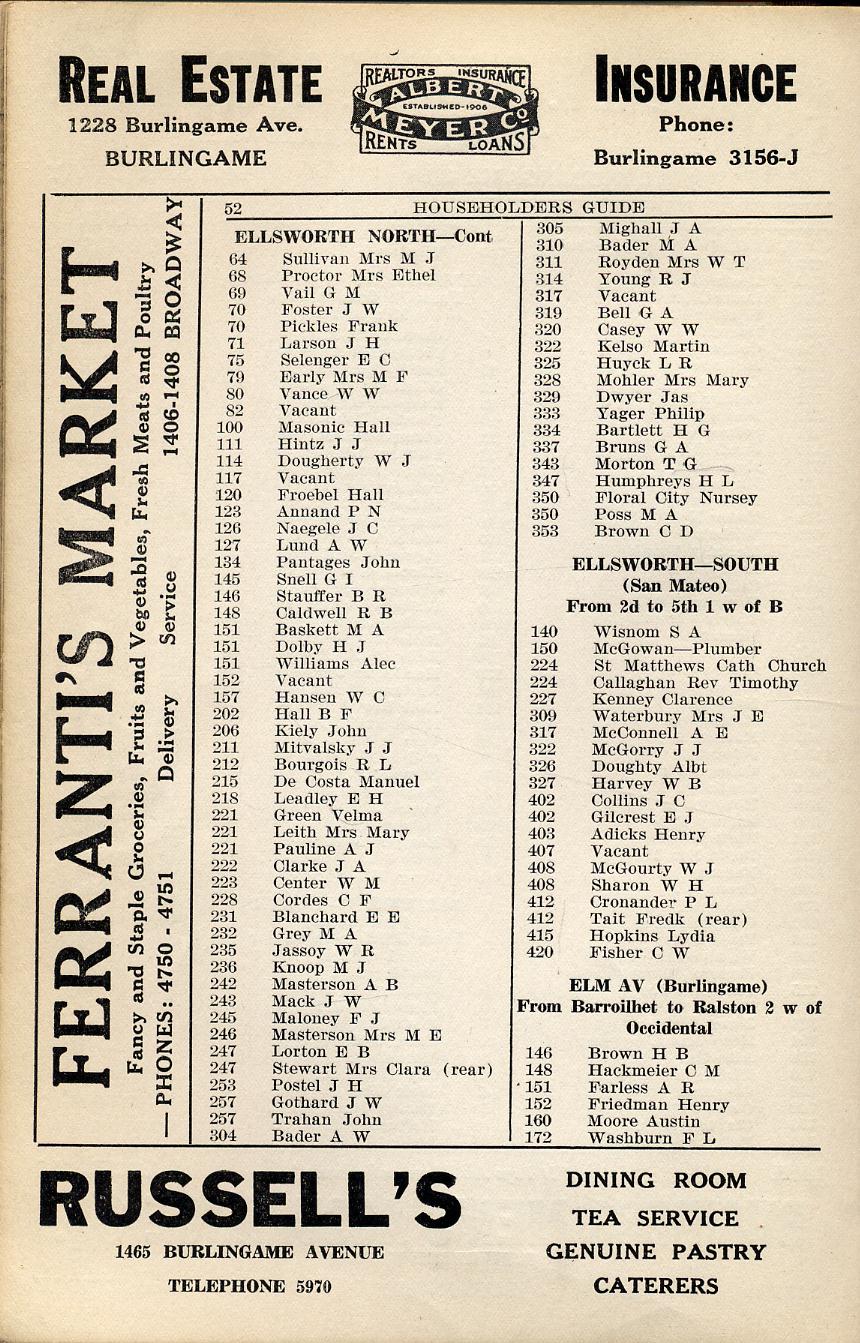 REAL ESTATE
1228 Burlingame Ave.
BURLINGAME
REALTORS INSURANCE
ALBERT
ESTABLISHED-1906
MEYER Co
RENTS LOANS
INSURANCE
Phone:
Burlingame 3156-J
FERRANTI'S MARKET
Fancy and Staple Groceries, Fruits and Vegetables, Fresh Meats and Poultry
— PHONES: 4750 - 4751 Delivery Service 1406-1408 BROADWAY
52 HOUSEHOLDERS GUIDE
ELLSWORTH NORTH—Cont
64 Sullivan Mrs M J
68 Proctor Mrs Ethel
69 Vail G M
70 Foster J W
70 Pickles Frank
71 Larson J H
75 Selenger E C
79 Early Mrs M F
80 Vance W W
82 Vacant
100 Masonic Hall
111 Hintz J J
114 Dougherty W J
117 Vacant
120 Froebel Hall
123 Annand P N
126 Naegele J C
127 Lund A W
134 Pantages John
145 Snell G I
146 Stauffer B R
148 Caldwell R B
151 Baskett M A
151 Dolby H J
151 Williams Alec
152 Vacant
157 Hansen W C
202 Hall B F
206 Kiely John
211 Mitvalsky J J
212 Bourgois R L
215 De Costa Manuel
218 Leadley E H
221 Green Velma
221 Leith Mrs Mary
221 Pauline A J
222 Clarke J A
223 Center W M
228 Cordes C F
231 Blanchard E E
232 Grey M A
235 Jassoy W R
236 Knoop M J
242 Masterson A B
243 Mack J W
245 Maloney F J
246 Masterson Mrs M E
247 Lorton E B
247 Stewart Mrs Clara (rear)
253 Postel J H
257 Gothard J W
257 Trahan John
304 Bader A W
305 Mighall J A
310 Bader M A
311 Royden Mrs W T
314 Young R J
317 Vacant
319 Bell G A
320 Casey W W
322 Kelso Martin
325 Huyck L R
328 Mohler Mrs Mary
329 Dwyer Jas
333 Yager Philip
334 Bartlett H G
337 Bruns G A
343 Morton T G
347 Humphreys H L
350 Floral City Nursey
350 Poss M A
353 Brown C D
ELLSWORTH—SOUTH
(San Mateo)
From 2d to 5th 1 w of B
140 Wisnom S A
150 McGowan—Plumber
224 St Matthews Cath Church
224 Callaghan Rev Timothy
227 Kenney Clarence
309 Waterbury Mrs J E
317 McConnell A E
322 McGorry J J
326 Doughty Albt
327 Harvey W B
402 Collins J C
402 Gilcrest E J
403 Adicks Henry
407 Vacant
408 McGourty W J
408 Sharon W H
412 Cronander P L
412 Tait Fredk (rear)
415 Hopkins Lydia
420 Fisher C W
ELM AV (Burlingame)
From Barroilhet to Ralston 2 w of
Occidental
146 Brown H B
148 Hackmeier C M
151 Farless A R
152 Friedman Henry
160 Moore Austin
172 Washburn F L
RUSSELL'S
1465 BURLINGAME AVENUE
TELEPHONE 5970
DINING ROOM
TEA SERVICE
GENUINE PASTRY
CATERERS